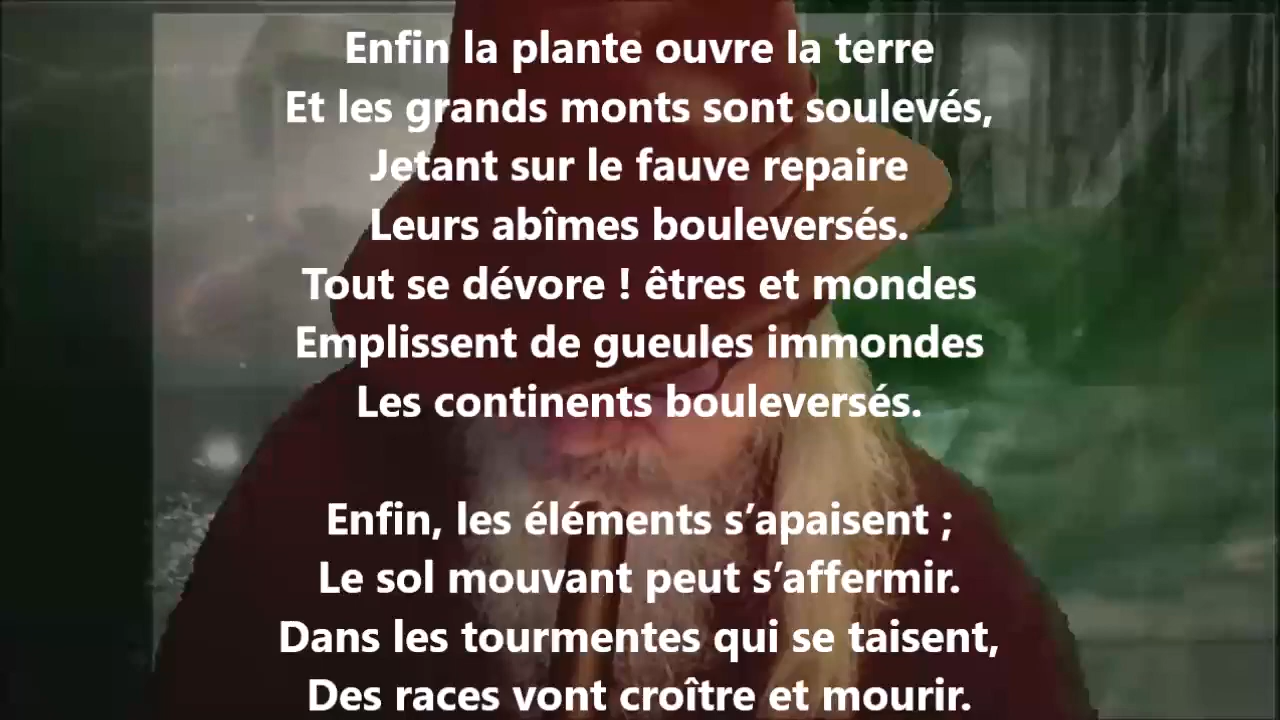 Enfin la plante ouvre la terre
Et les grands monts sont soulevés,
Jetant sur le fauve repaire
Leurs abîmes bouleversés.
Tout se dévore ! êtres et mondes
Emplissent de gueules immondes
Les continents bouleversés.
Enfin, les éléments s’apaisent ;
Le sol mouvant peut s’affermir.
Dans les tourmentes qui se taisent,
Des races vont croître et mourir.